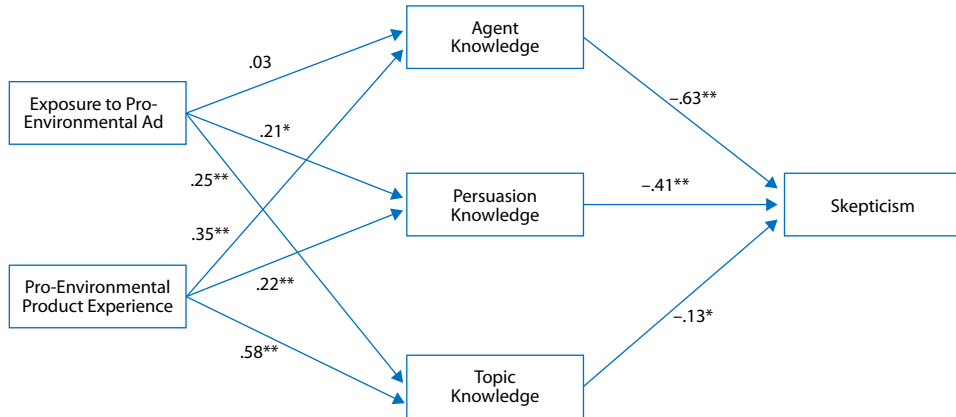 Agent
Knowledge
.03
Exposure to Pro-
Environmental Ad
–.63**
.21*
.25**
Persuasion
Knowledge
–.41**
Skepticism
.35**
Pro-Environmental
Product Experience
.22**
–.13*
.58**
Topic
Knowledge